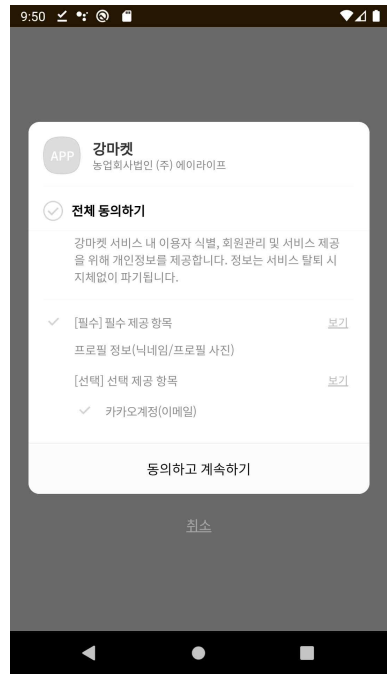 9:50
APP
강마켓
농업회사법인 (주) 에이라이프
전체 동의하기
강마켓 서비스 내 이용자 식별, 회원관리 및 서비스 제공
을 위해 개인정보를 제공합니다. 정보는 서비스 탈퇴 시
지체없이 파기됩니다.
[필수] 필수 제공 항목 보기
프로필 정보(닉네임/프로필 사진)
[선택] 선택 제공 항목 보기
카카오계정(이메일)
동의하고 계속하기
취소